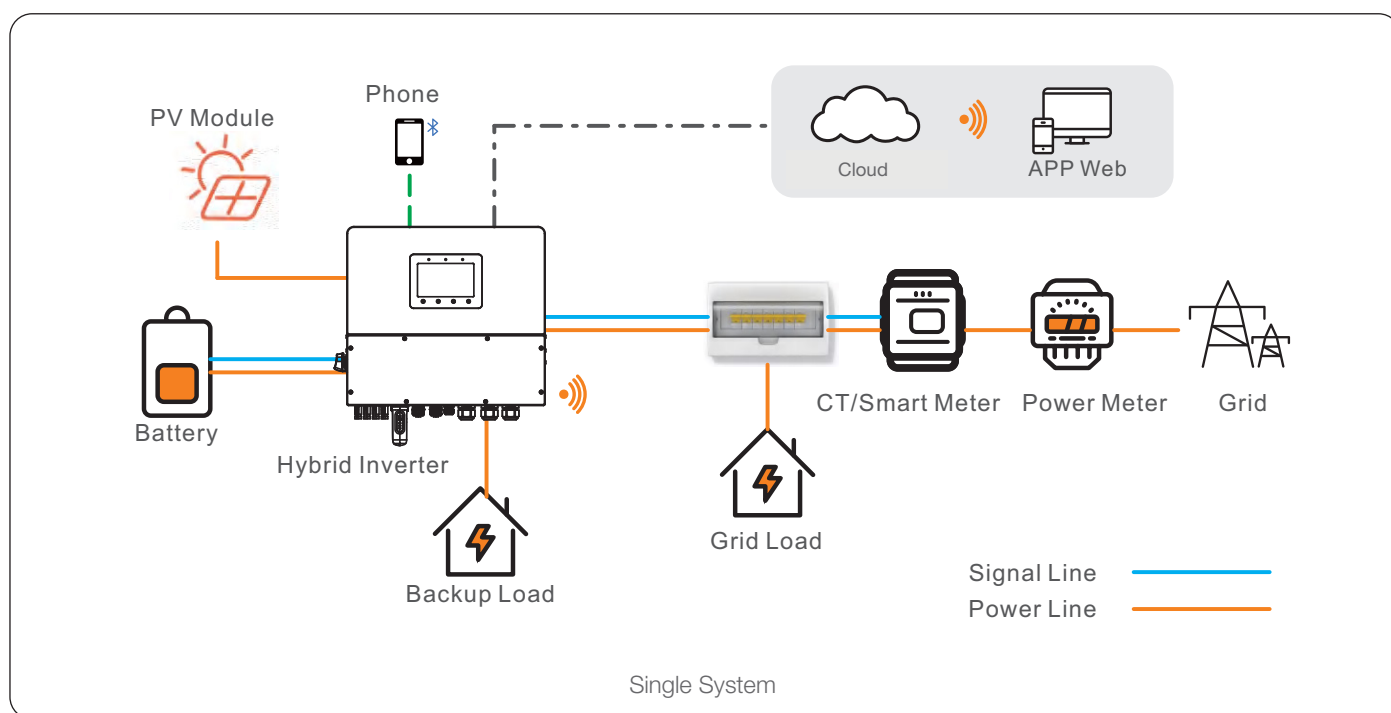 Phone
PV Module
Cloud
APP Web
Battery
Hybrid Inverter
CT/Smart Meter
Power Meter
Grid
Grid Load
Backup Load
Signal Line
Power Line
Single System